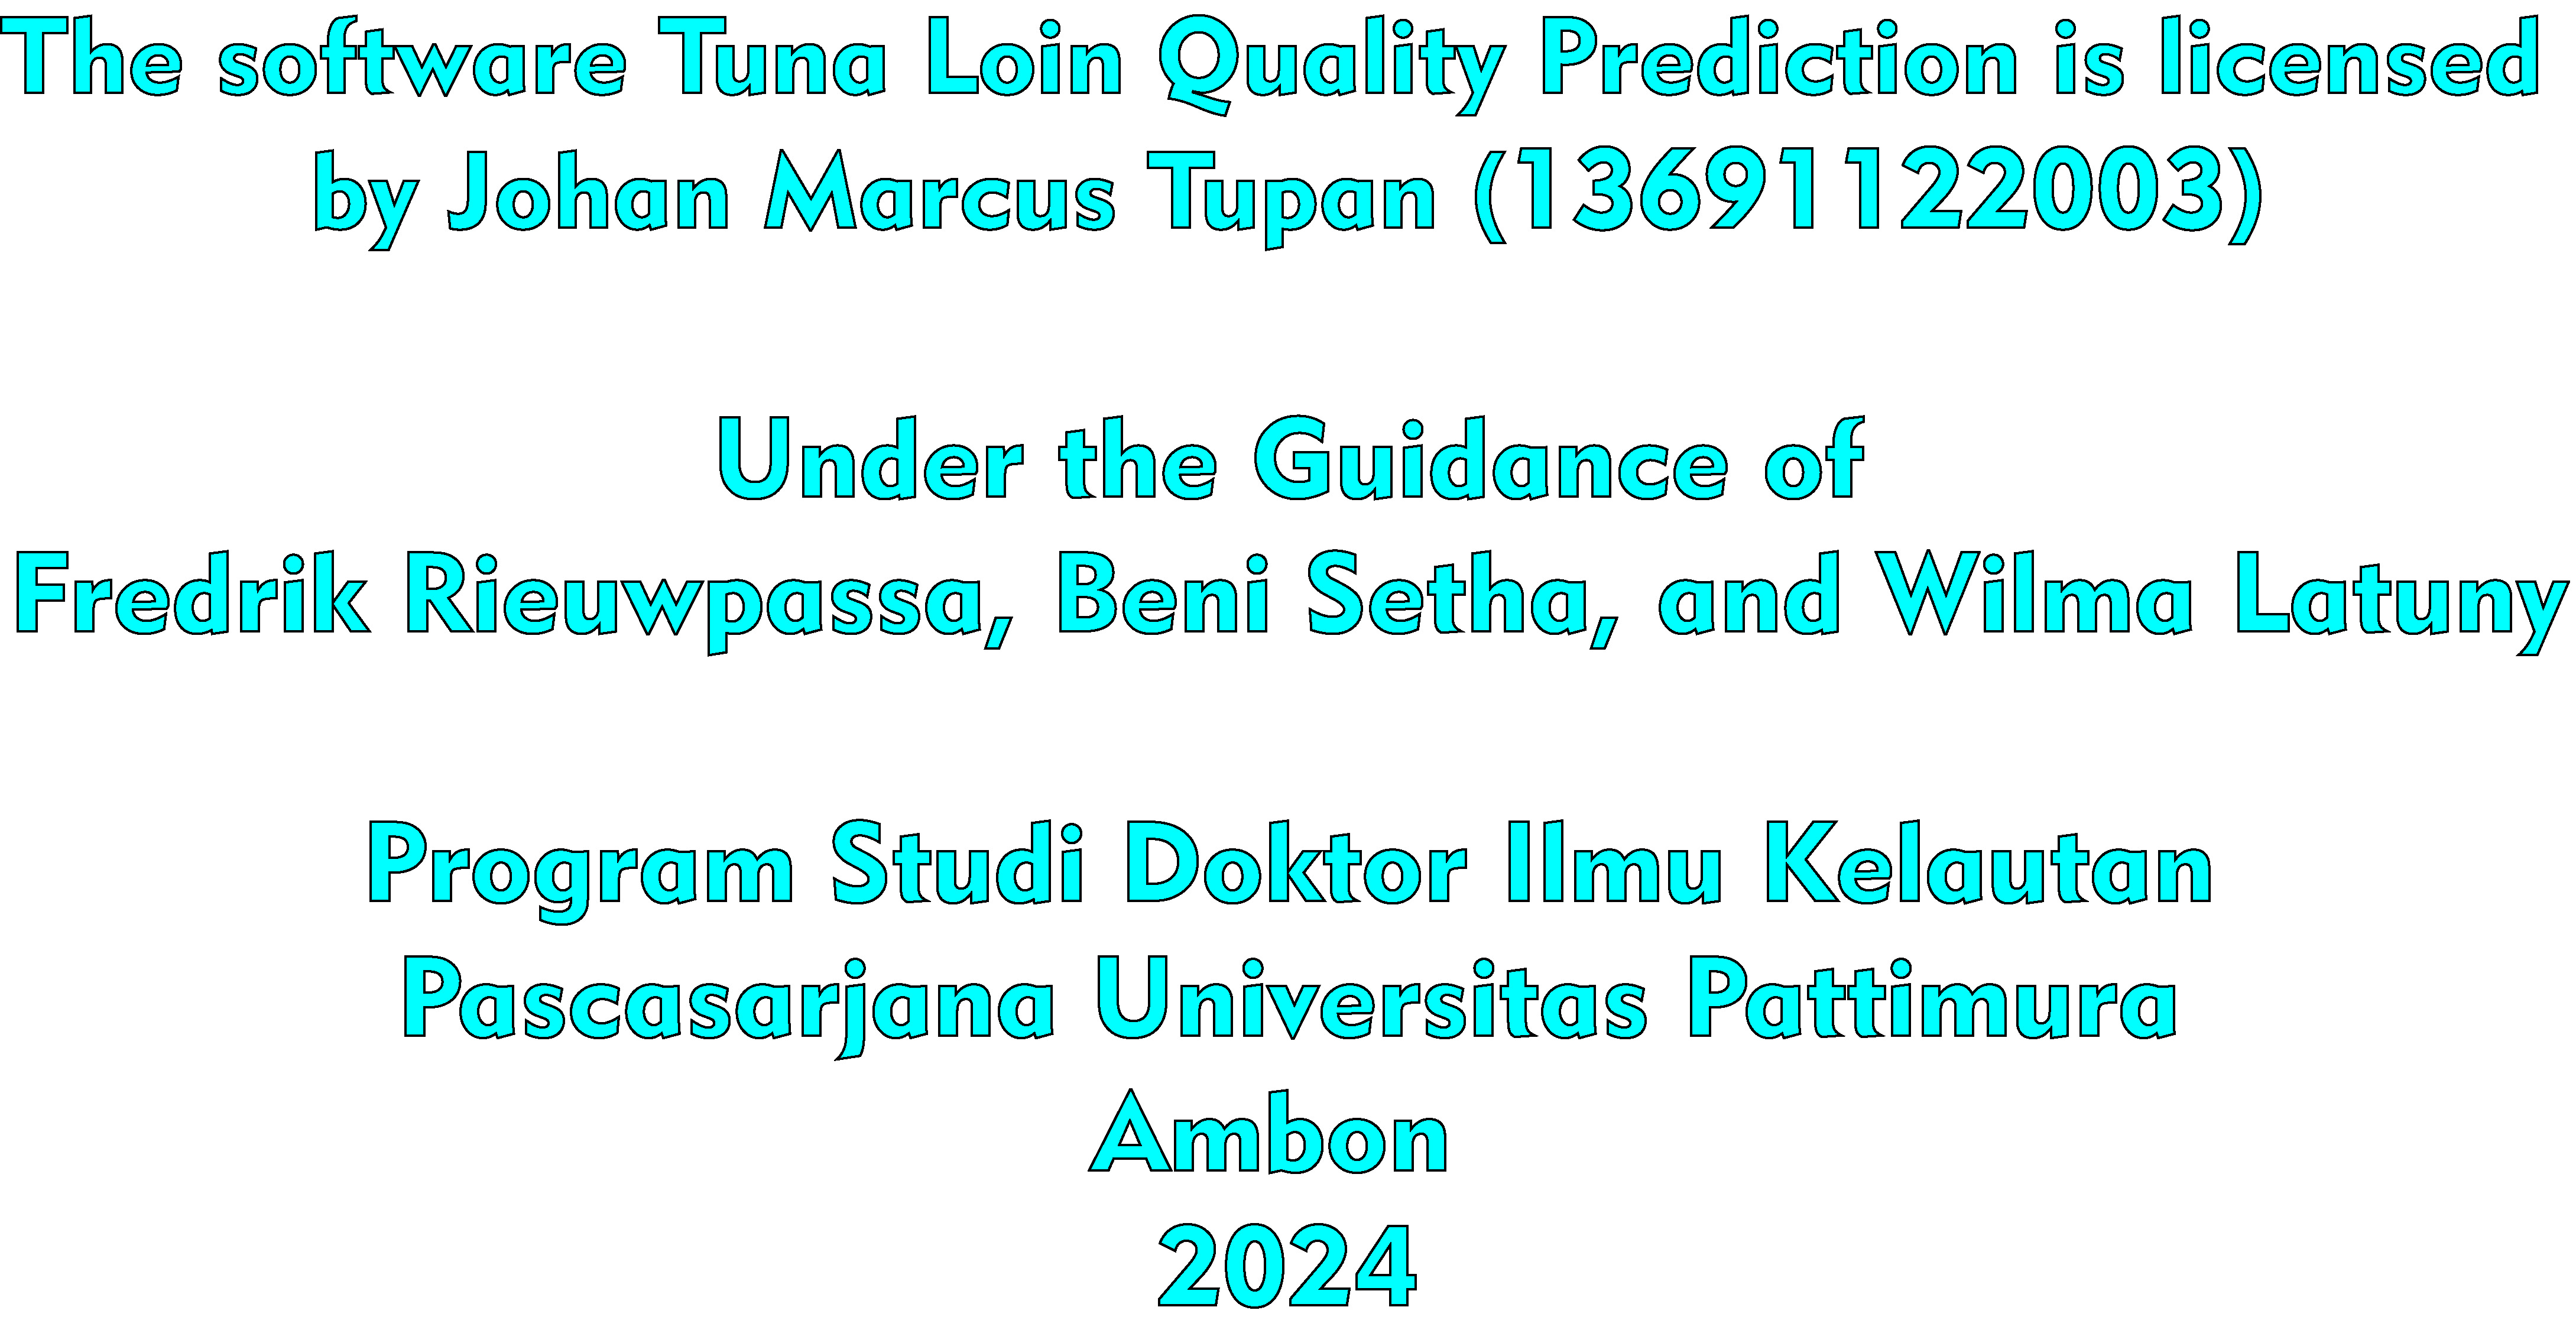 The software Tuna Loin Quality Prediction is licensed
by Johan Marcus Tupan (13691122003)
Under the Guidance of
Fredrik Rieuwpassa, Beni Setha, and Wilma Latuny
Program Studi Doktor Ilmu Kelautan
Pascasarjana Universitas Pattimura
Ambon
2024